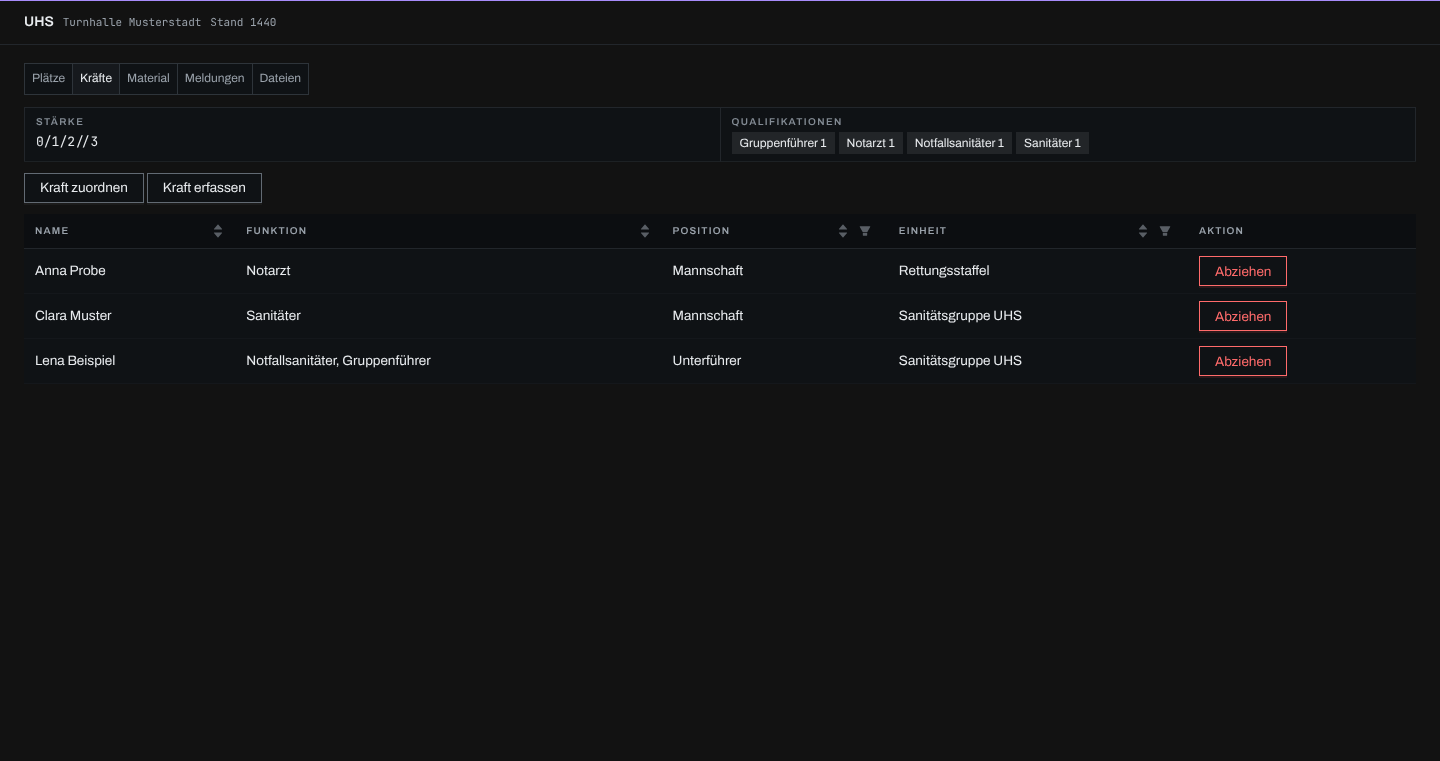 UHS Turnhalle Musterstadt Stand 1440
Plätze Kräfte Material Meldungen Dateien
STÄRKE
0/1/2//3
QUALIFIKATIONEN
Gruppenführer 1 Notarzt 1 Notfallsanitäter 1 Sanitäter 1
Kraft zuordnen Kraft erfassen
NAME FUNKTION POSITION EINHEIT AKTION
Anna Probe Notarzt Mannschaft Rettungsstaffel Abziehen
Clara Muster Sanitäter Mannschaft Sanitätsgruppe UHS Abziehen
Lena Beispiel Notfallsanitäter, Gruppenführer Unterführer Sanitätsgruppe UHS Abziehen